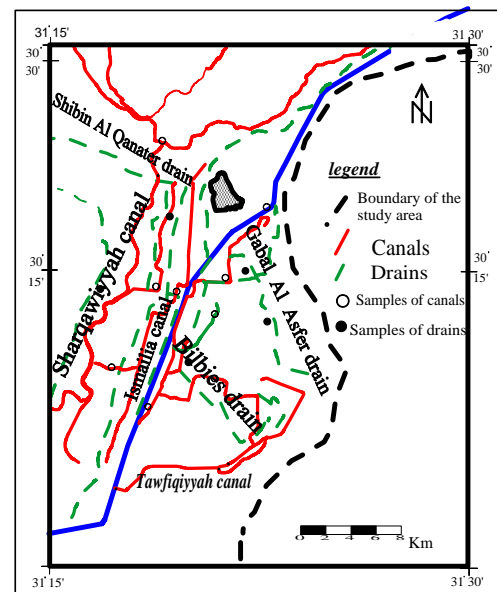 31 15
31 30
30
30
Shibin Al Qanater drain
N
legend
Boundary of the
study area
Canals
Drains
Samples of canals
Samples of drains
Sharqawiyyah canal
Ismailia canal
Gabal Al Asfer drain
Bilbies drain
30
15
30
15
Tawfiqiyyah canal
0 2 4 6 8
Km
31 15
31 30